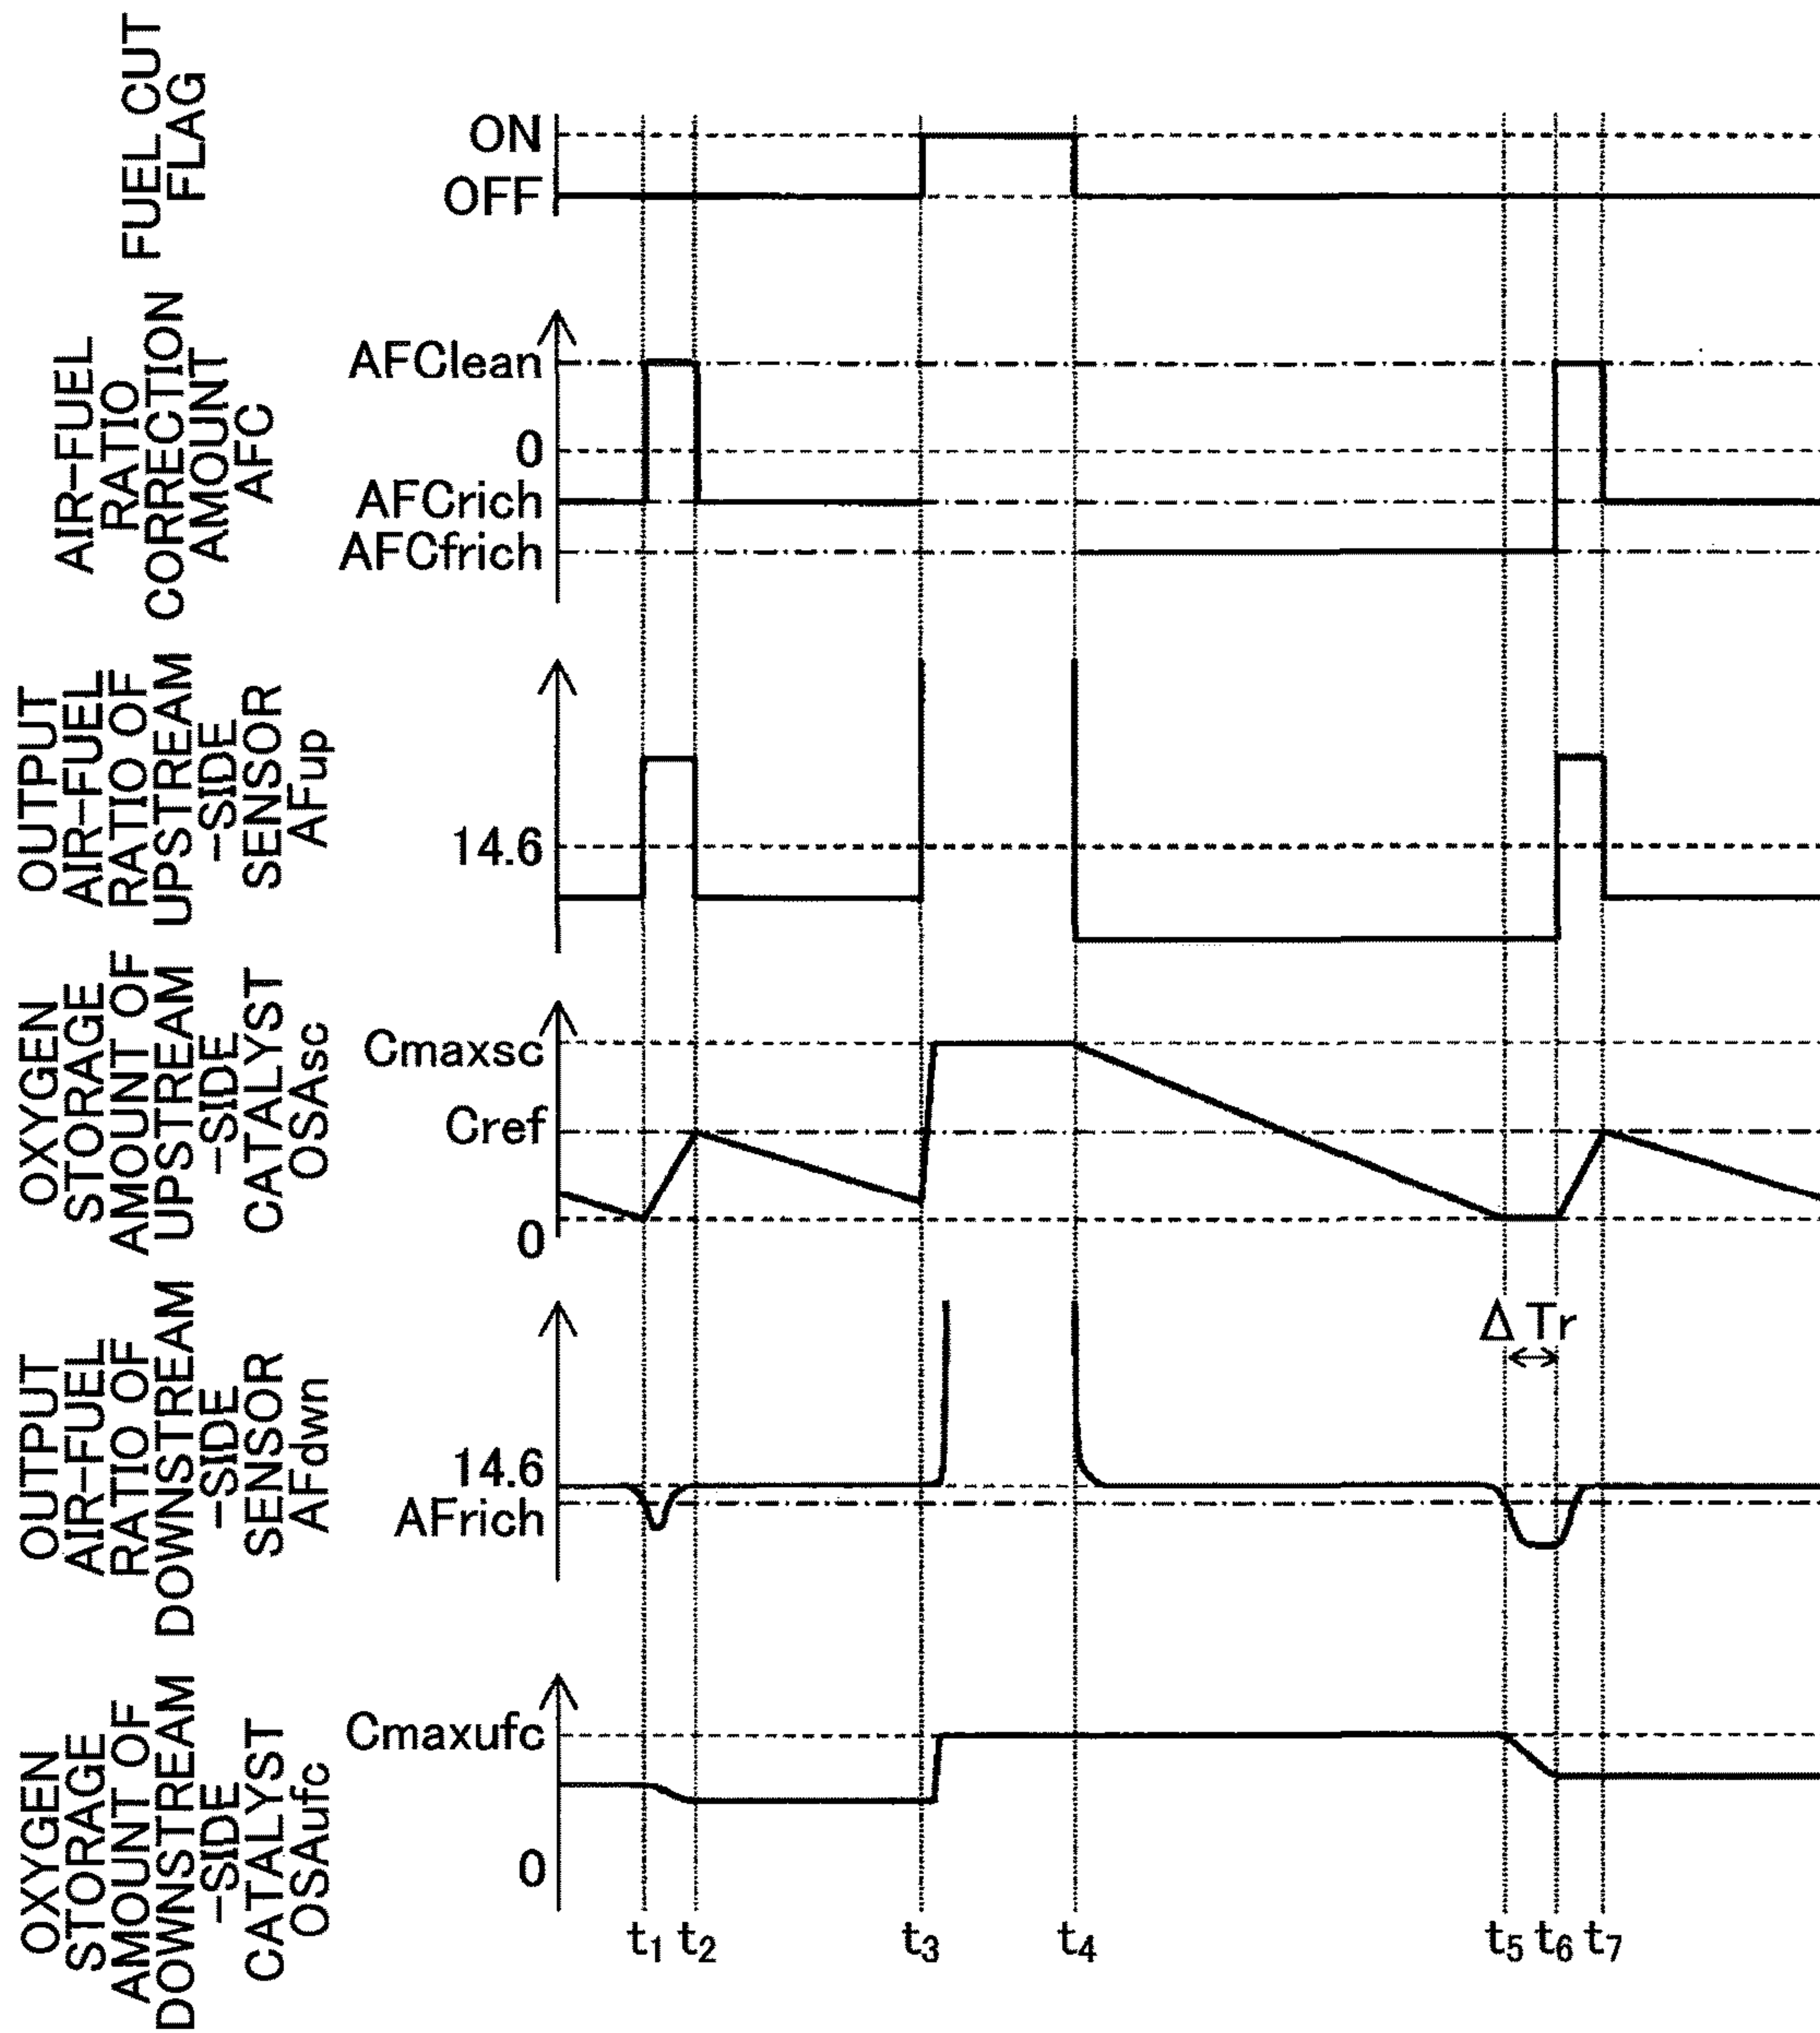 FUEL CUT
FLAG
ON
OFF
AIR-FUEL
RATIO
CORRECTION
AMOUNT
AFC
AFClean
0
AFCrich
AFCfrich
OUTPUT
AIR-FUEL
RATIO OF
UPSTREAM
-SIDE
SENSOR
AFup
14.6
OXYGEN
STORAGE
AMOUNT OF
UPSTREAM
-SIDE
CATALYST
OSAsc
Cmaxsc
Cref
0
OUTPUT
AIR-FUEL
RATIO OF
DOWNSTREAM
-SIDE
SENSOR
AFdwn
14.6
AFrich
ΔTr
OXYGEN
STORAGE
AMOUNT OF
DOWNSTREAM
-SIDE
CATALYST
OSAufc
Cmaxufc
0
t1 t2 t3 t4 t5 t6 t7